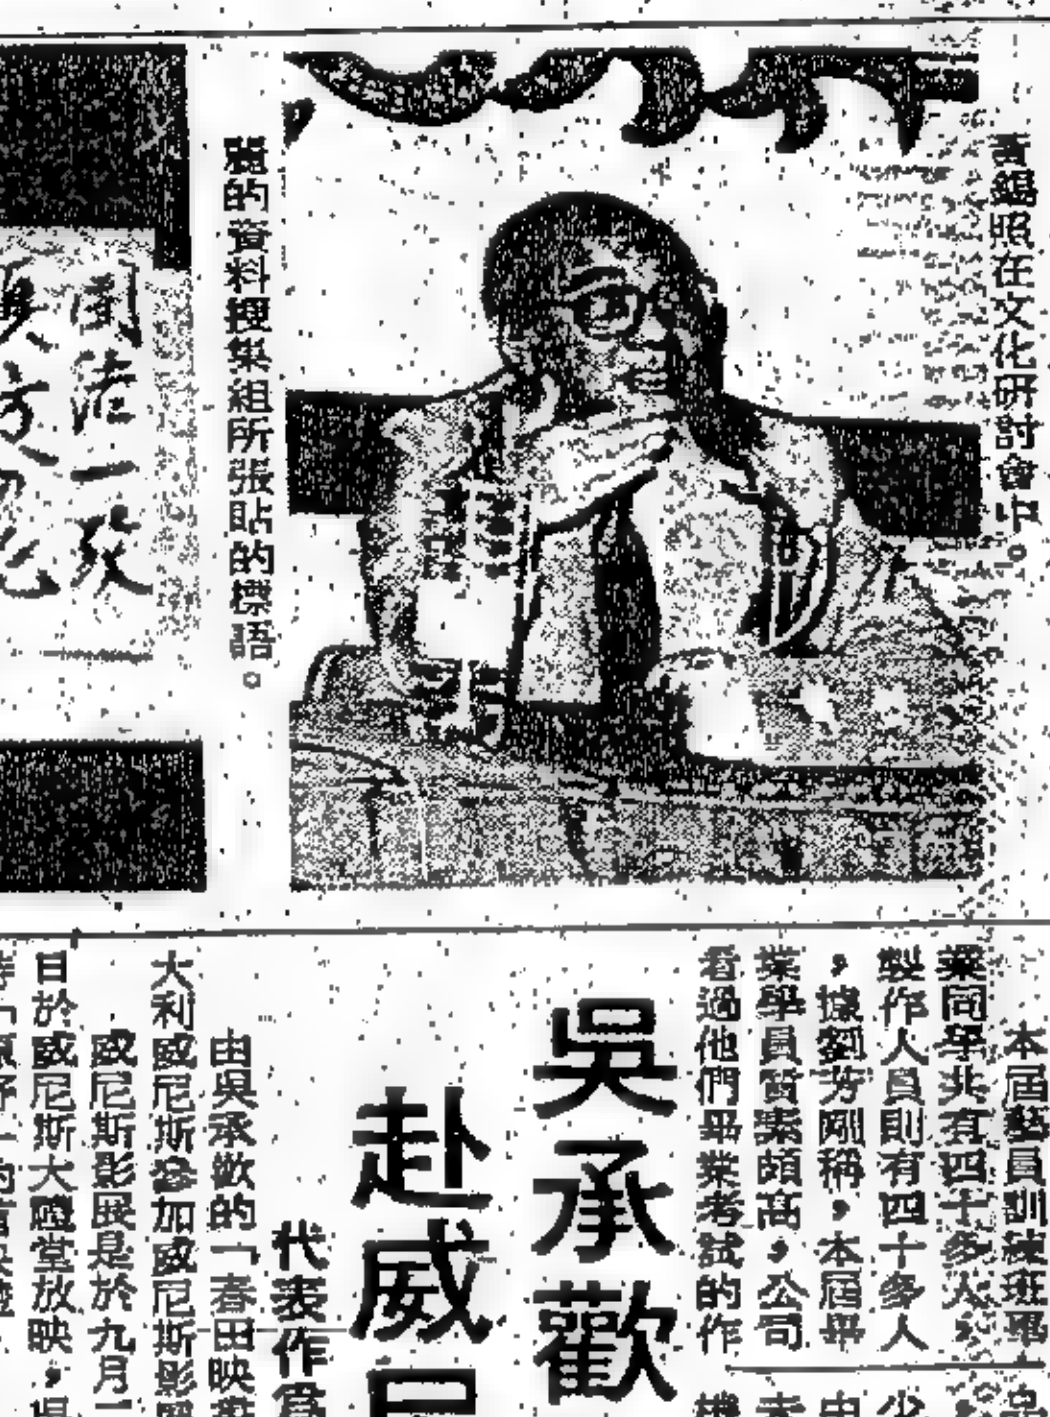 黃錫照在文化研討會中。
麗的資料搜集組所張貼的標語。
本屆藝員訓練班畢
業同學共有四十多人,
製作人員則有四十多人
,據劉芳剛稱,本屆畢
業學員質素頗高,公司
看過他們畢業考試的作
吳承歡
赴威尼
代表作爲
由吳承歡的「春田映
大利威尼斯參加威尼斯影
威尼斯影展是於九月一
日於威尼斯大禮堂放映,